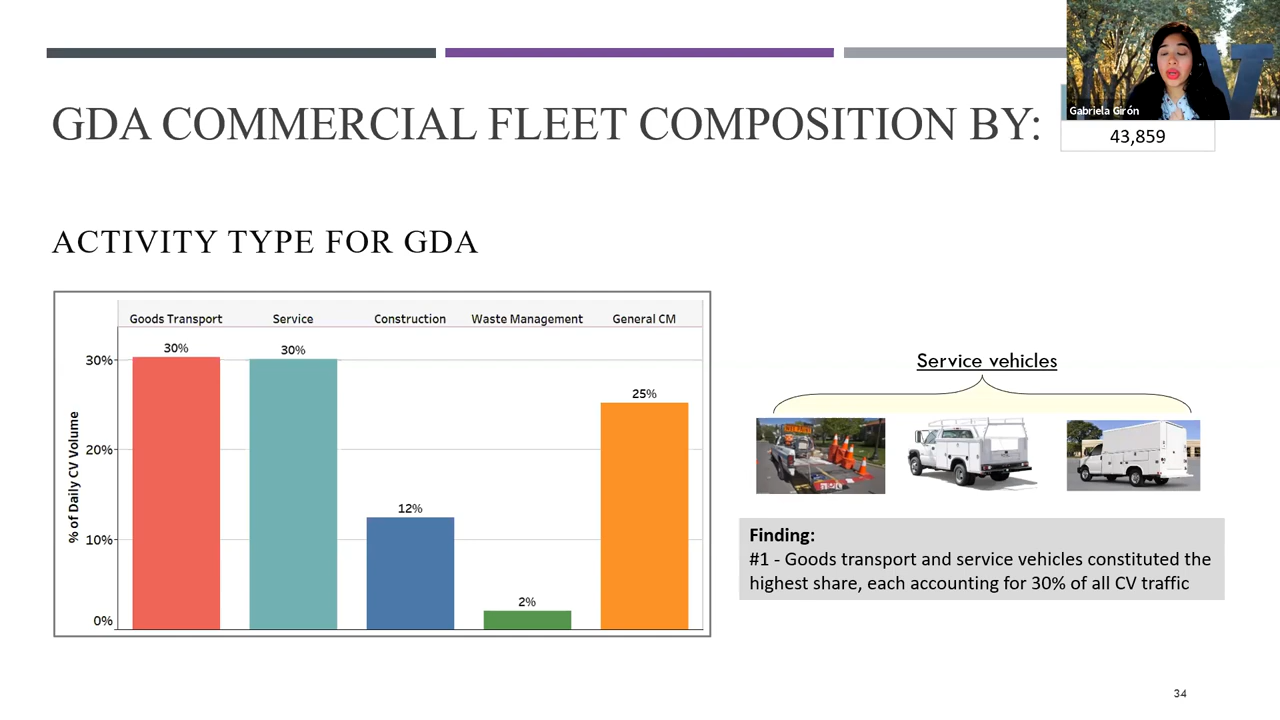 Gabriela Girón
GDA COMMERCIAL FLEET COMPOSITION BY:
43,859
ACTIVITY TYPE FOR GDA
Goods Transport Service Construction Waste Management General CM
30%
30%
12%
2%
25%
30%
20%
10%
0%
% of Daily CV Volume
Service vehicles
Finding:
#1 - Goods transport and service vehicles constituted the
highest share, each accounting for 30% of all CV traffic
34